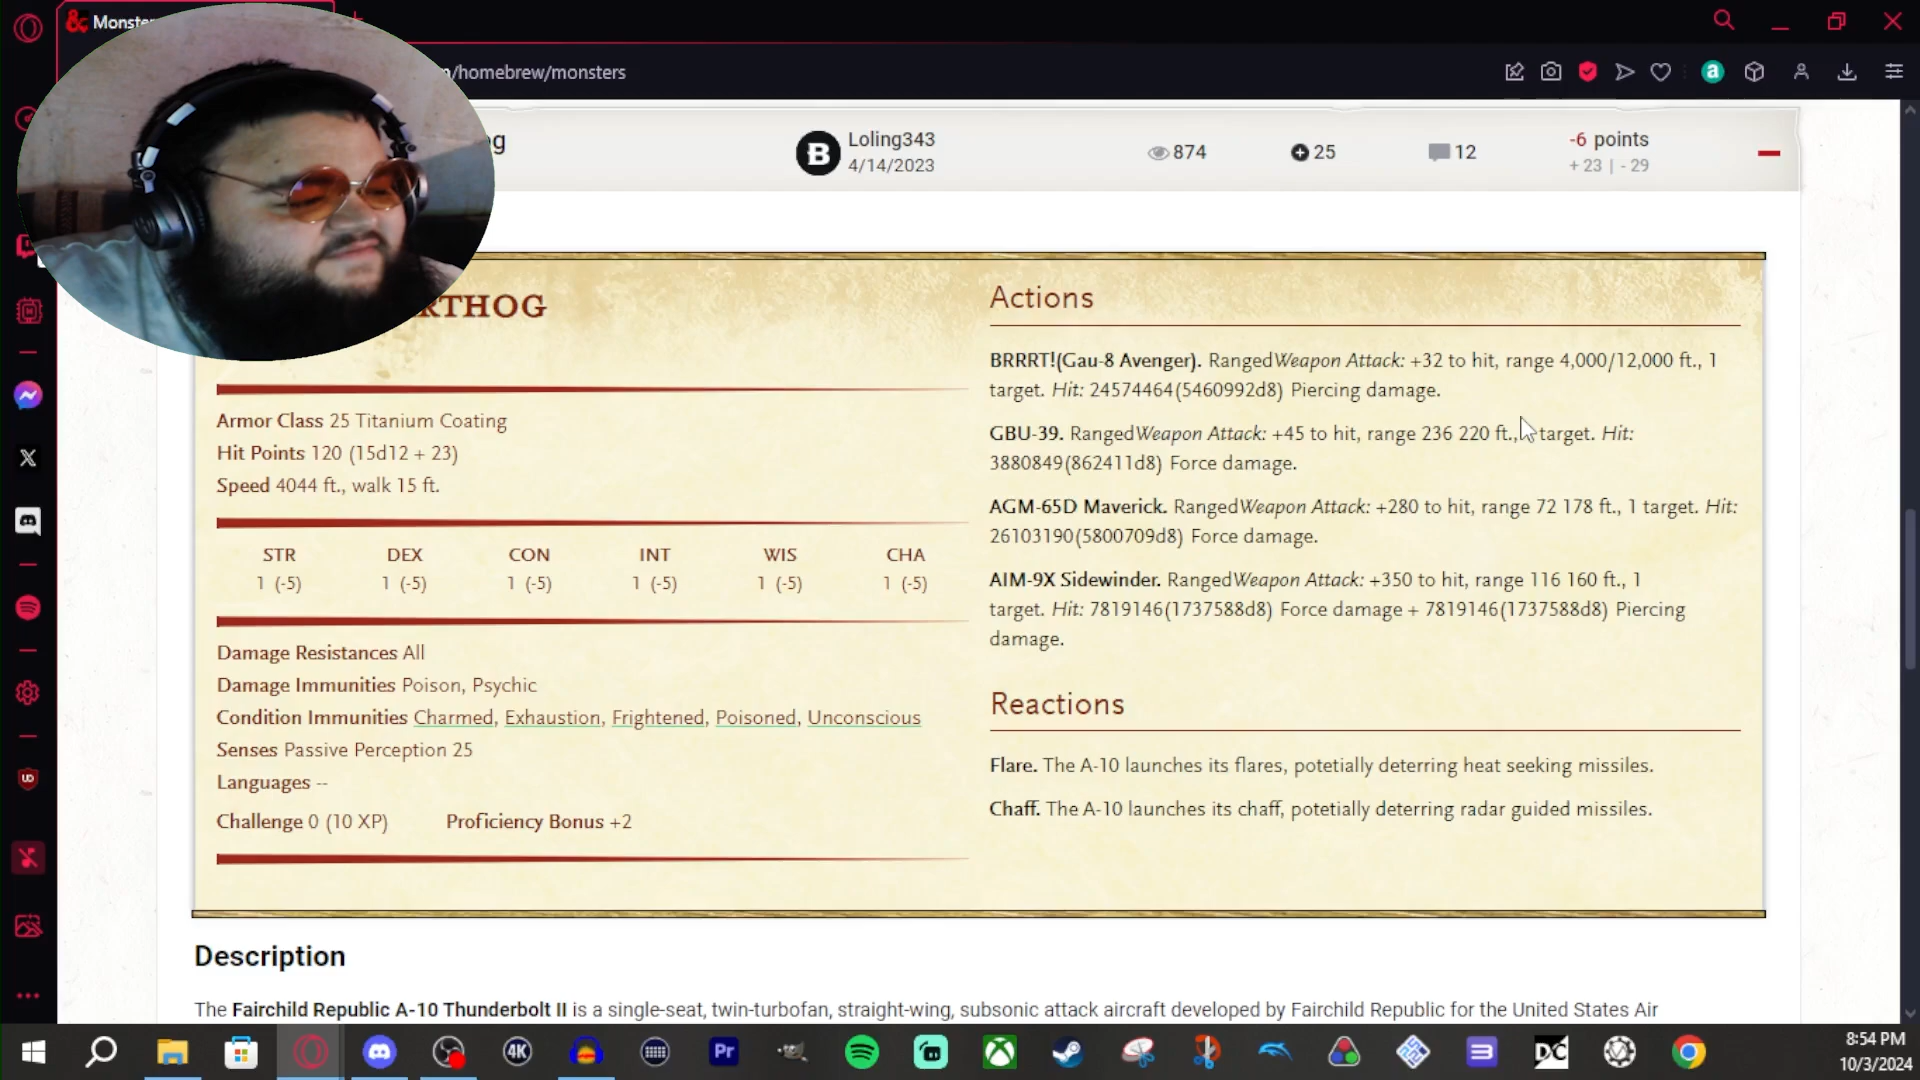 /homebrew/monsters
Loling343
4/14/2023
874
25
12
-6 points
+ 23 | - 29
RTHOG
Armor Class 25 Titanium Coating
Hit Points 120 (15d12 + 23)
Speed 4044 ft., walk 15 ft.
STR DEX CON INT WIS CHA
1 (-5) 1 (-5) 1 (-5) 1 (-5) 1 (-5) 1 (-5)
Damage Resistances All
Damage Immunities Poison, Psychic
Condition Immunities Charmed, Exhaustion, Frightened, Poisoned, Unconscious
Senses Passive Perception 25
Languages --
Challenge 0 (10 XP) Proficiency Bonus +2
Actions
BRRRT!(Gau-8 Avenger). RangedWeapon Attack: +32 to hit, range 4,000/12,000 ft., 1
target. Hit: 24574464(5460992d8) Piercing damage.
GBU-39. RangedWeapon Attack: +45 to hit, range 236 220 ft., target. Hit:
3880849(862411d8) Force damage.
AGM-65D Maverick. RangedWeapon Attack: +280 to hit, range 72 178 ft., 1 target. Hit:
26103190(5800709d8) Force damage.
AIM-9X Sidewinder. RangedWeapon Attack: +350 to hit, range 116 160 ft., 1
target. Hit: 7819146(1737588d8) Force damage + 7819146(1737588d8) Piercing
damage.
Reactions
Flare. The A-10 launches its flares, potetially deterring heat seeking missiles.
Chaff. The A-10 launches its chaff, potetially deterring radar guided missiles.
Description
The Fairchild Republic A-10 Thunderbolt II is a single-seat, twin-turbofan, straight-wing, subsonic attack aircraft developed by Fairchild Republic for the United States Air
8:54 PM
10/3/2024